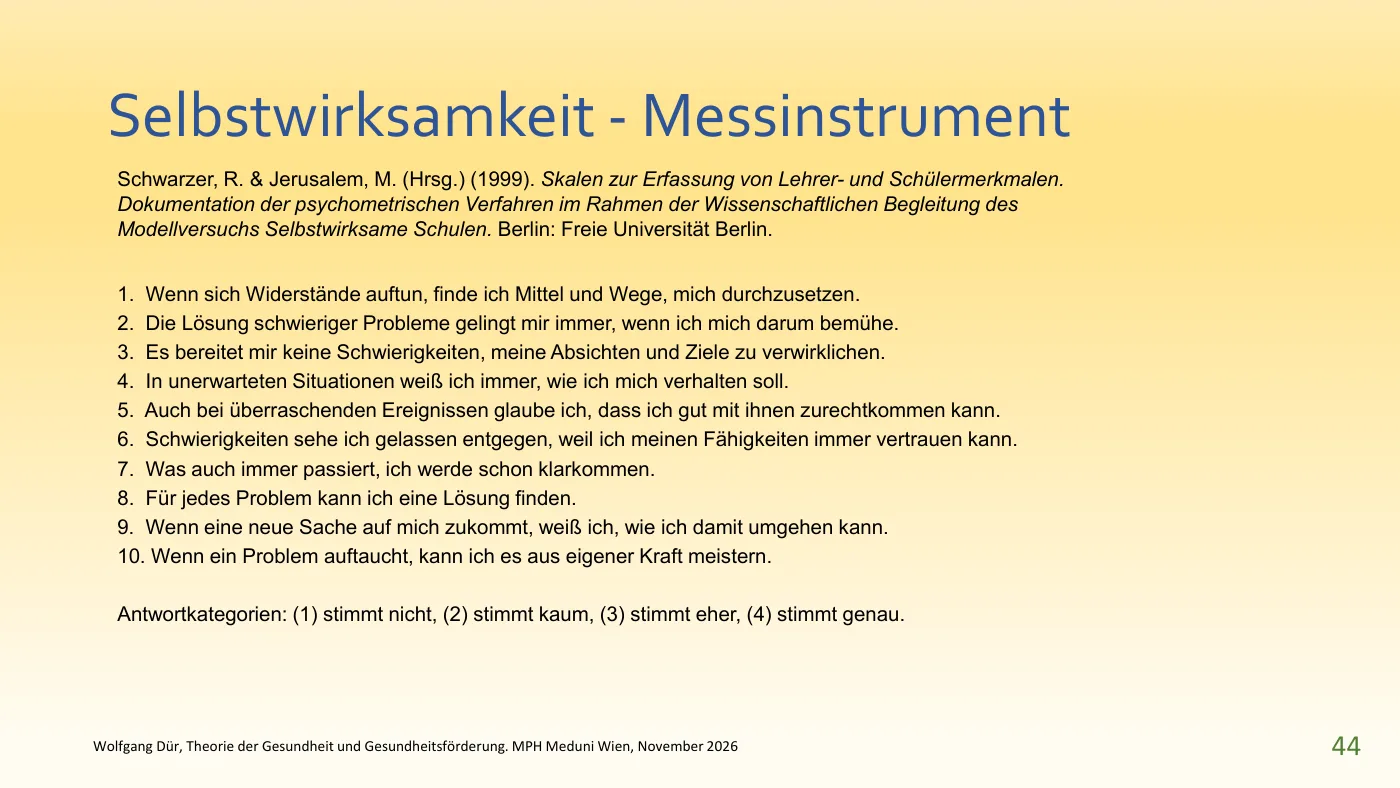 Selbstwirksamkeit - Messinstrument
Schwarzer, R. & Jerusalem, M. (Hrsg.) (1999). Skalen zur Erfassung von Lehrer- und Schülermerkmalen.
Dokumentation der psychometrischen Verfahren im Rahmen der Wissenschaftlichen Begleitung des
Modellversuchs Selbstwirksame Schulen. Berlin: Freie Universität Berlin.
1. Wenn sich Widerstände auftun, finde ich Mittel und Wege, mich durchzusetzen.
2. Die Lösung schwieriger Probleme gelingt mir immer, wenn ich mich darum bemühe.
3. Es bereitet mir keine Schwierigkeiten, meine Absichten und Ziele zu verwirklichen.
4. In unerwarteten Situationen weiß ich immer, wie ich mich verhalten soll.
5. Auch bei überraschenden Ereignissen glaube ich, dass ich gut mit ihnen zurechtkommen kann.
6. Schwierigkeiten sehe ich gelassen entgegen, weil ich meinen Fähigkeiten immer vertrauen kann.
7. Was auch immer passiert, ich werde schon klarkommen.
8. Für jedes Problem kann ich eine Lösung finden.
9. Wenn eine neue Sache auf mich zukommt, weiß ich, wie ich damit umgehen kann.
10. Wenn ein Problem auftaucht, kann ich es aus eigener Kraft meistern.
Antwortkategorien: (1) stimmt nicht, (2) stimmt kaum, (3) stimmt eher, (4) stimmt genau.
Wolfgang Dür, Theorie der Gesundheit und Gesundheitsförderung. MPH Meduni Wien, November 2026
44